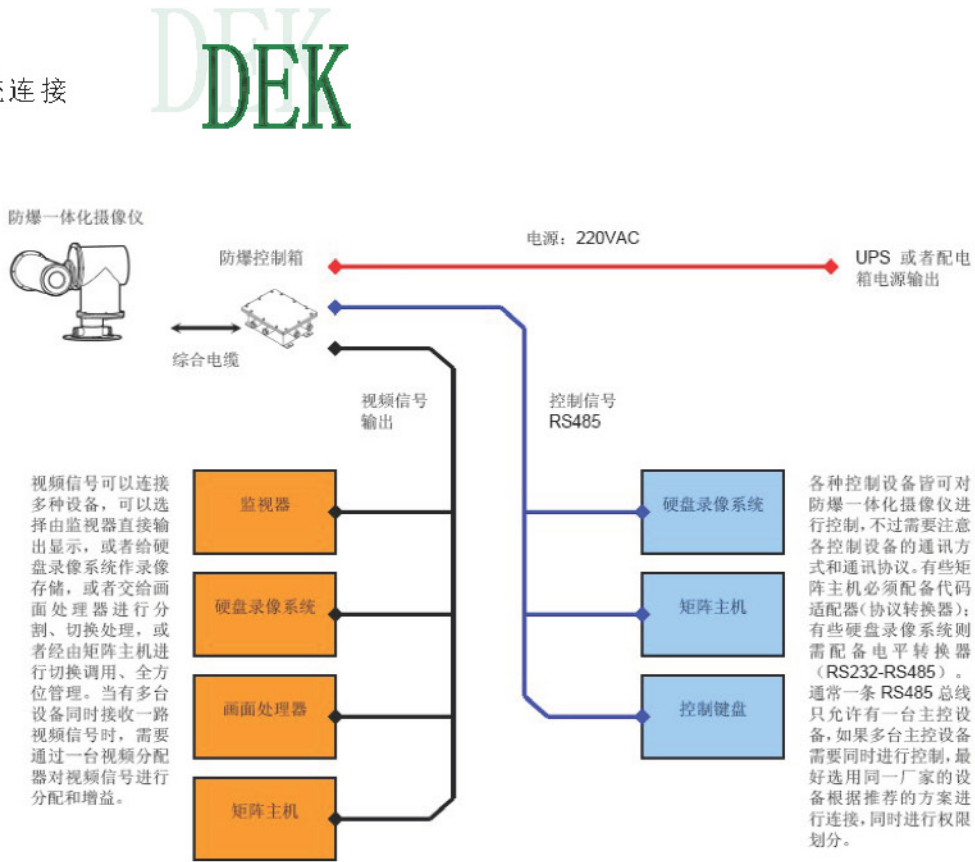 连接
DEK
防爆一体化摄像仪
防爆控制箱
电源：220VAC
UPS 或者配电
箱电源输出
综合电缆
视频信号
输出
控制信号
RS485
视频信号可以连接
多种设备，可以选
择由监视器直接输
出显示，或者给硬
盘录像系统作录像
存储，或者交给画
面处理器进行分
割、切换处理，或
者经由矩阵主机进
行切换调用、全方
位管理。当有多台
设备同时接收一路
视频信号时，需要
通过一台视频分配
器对视频信号进行
分配和增益。
监视器
硬盘录像系统
画面处理器
矩阵主机
硬盘录像系统
矩阵主机
控制键盘
各种控制设备皆可对
防爆一体化摄像仪进
行控制，不过需要注意
各控制设备的通讯方
式和通讯协议。有些矩
阵主机必须配备代码
适配器（协议转换器）；
有些硬盘录像系统则
需配备电平转换器
（RS232-RS485）。
通常一条 RS485 总线
只允许有一台主控设
备，如果多台主控设备
需要同时进行控制，最
好选用同一厂家的设
备根据推荐的方案进
行连接，同时进行权限
划分。